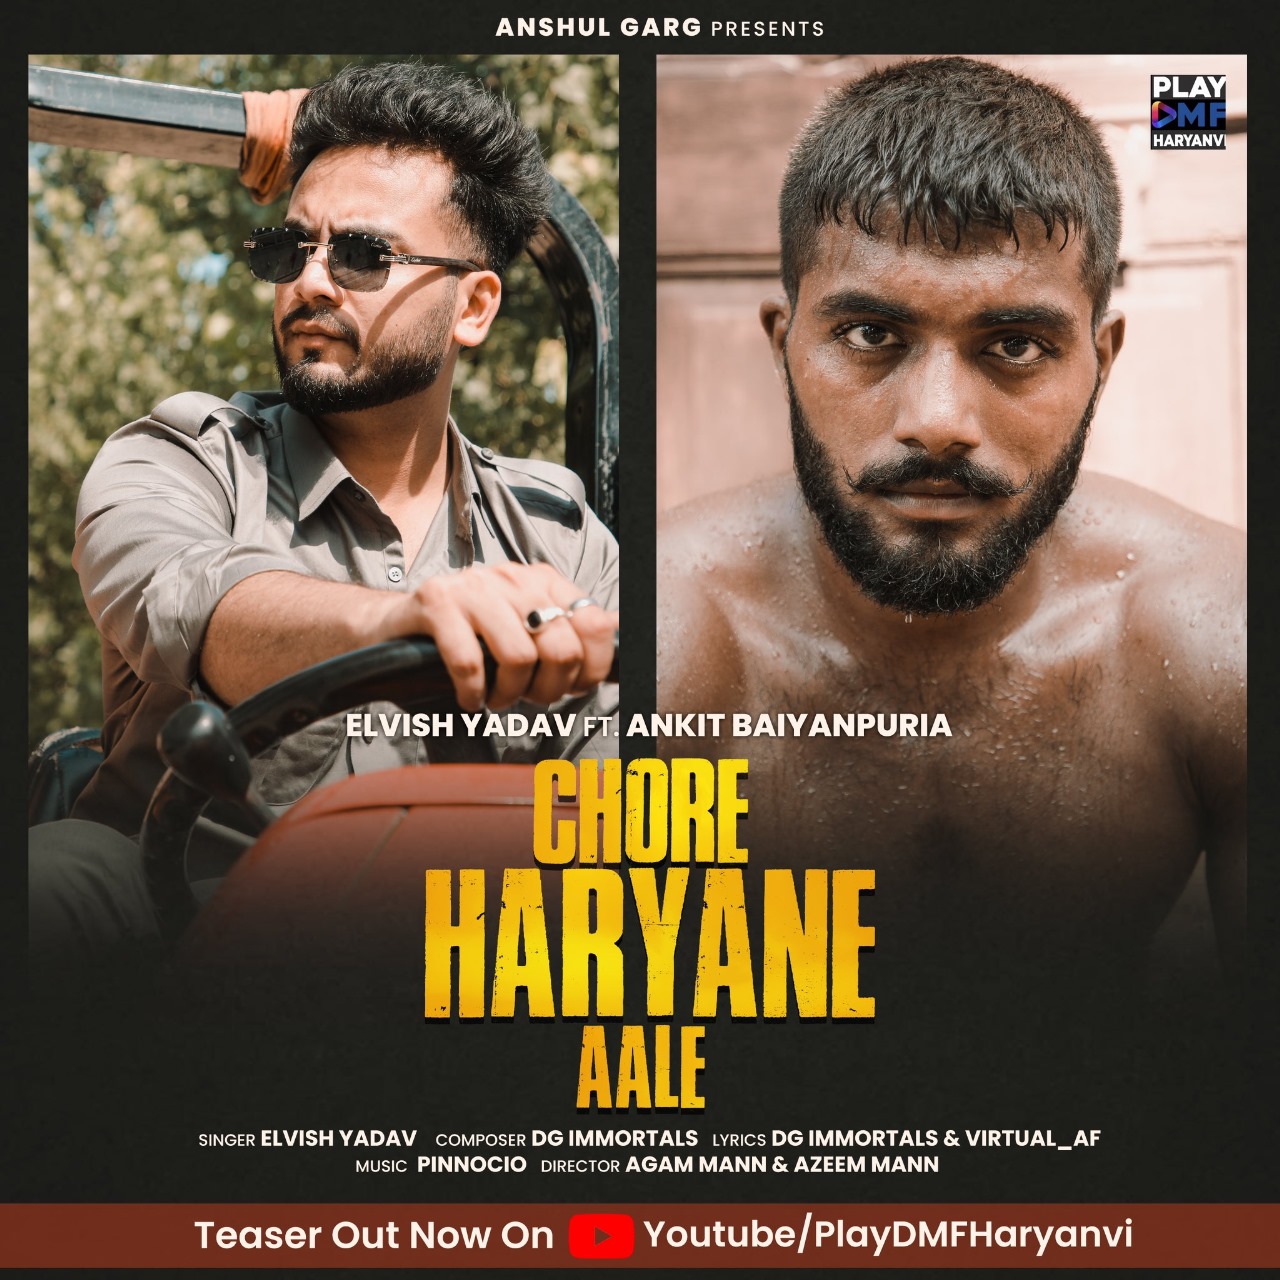 ANSHUL GARG PRESENTS
PLAY
DMF
HARYANVI
ELVISH YADAV FT. ANKIT BAIYANPURIA
CHORE
HARYANE
AALE
SINGER ELVISH YADAV COMPOSER DG IMMORTALS LYRICS DG IMMORTALS & VIRTUAL_AF
MUSIC PINNOCIO DIRECTOR AGAM MANN & AZEEM MANN
Teaser Out Now On Youtube/PlayDMFHaryanvi